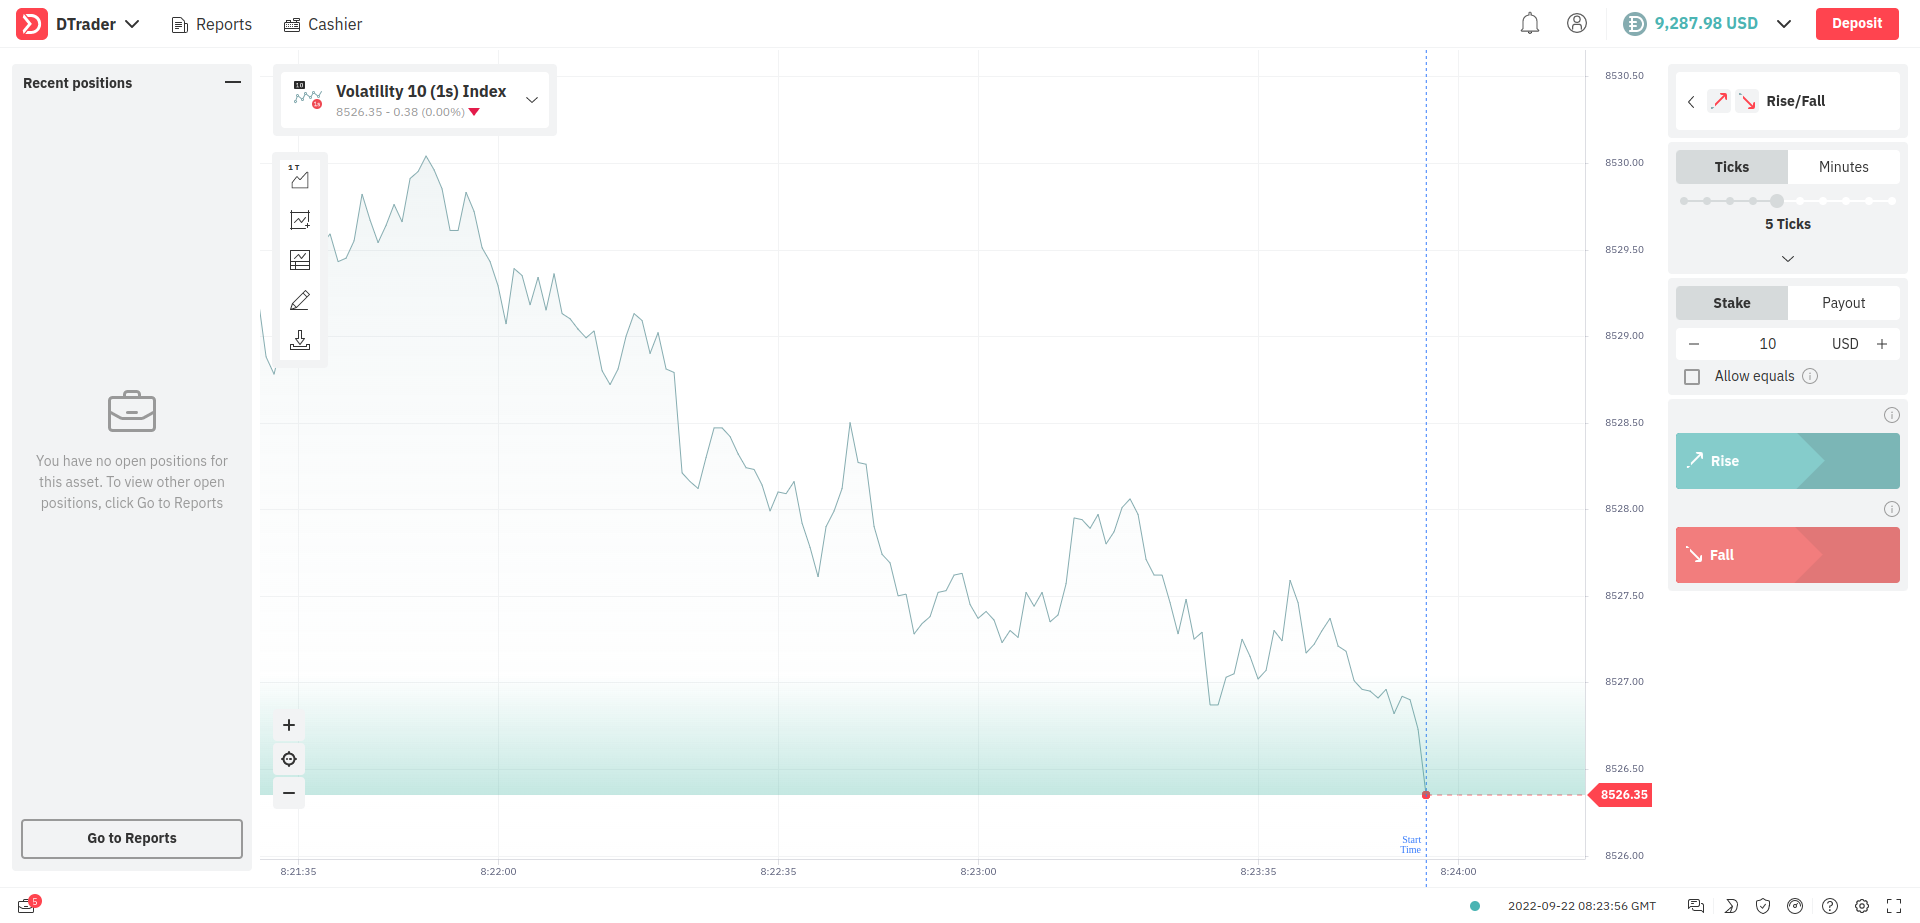 DTrader
Reports
Cashier
9,287.98 USD
Deposit
Recent positions
You have no open positions for
this asset. To view other open
positions, click Go to Reports
Go to Reports
10
1s
Volatility 10 (1s) Index
8526.35 - 0.38 (0.00%)
1 T
8530.50
8530.00
8529.50
8529.00
8528.50
8528.00
8527.50
8527.00
8526.50
8526.35
8526.00
Start
Time
8:21:35
8:22:00
8:22:35
8:23:00
8:23:35
8:24:00
Rise/Fall
Ticks
Minutes
5 Ticks
Stake
Payout
10
USD
Allow equals
Rise
Fall
5
2022-09-22 08:23:56 GMT